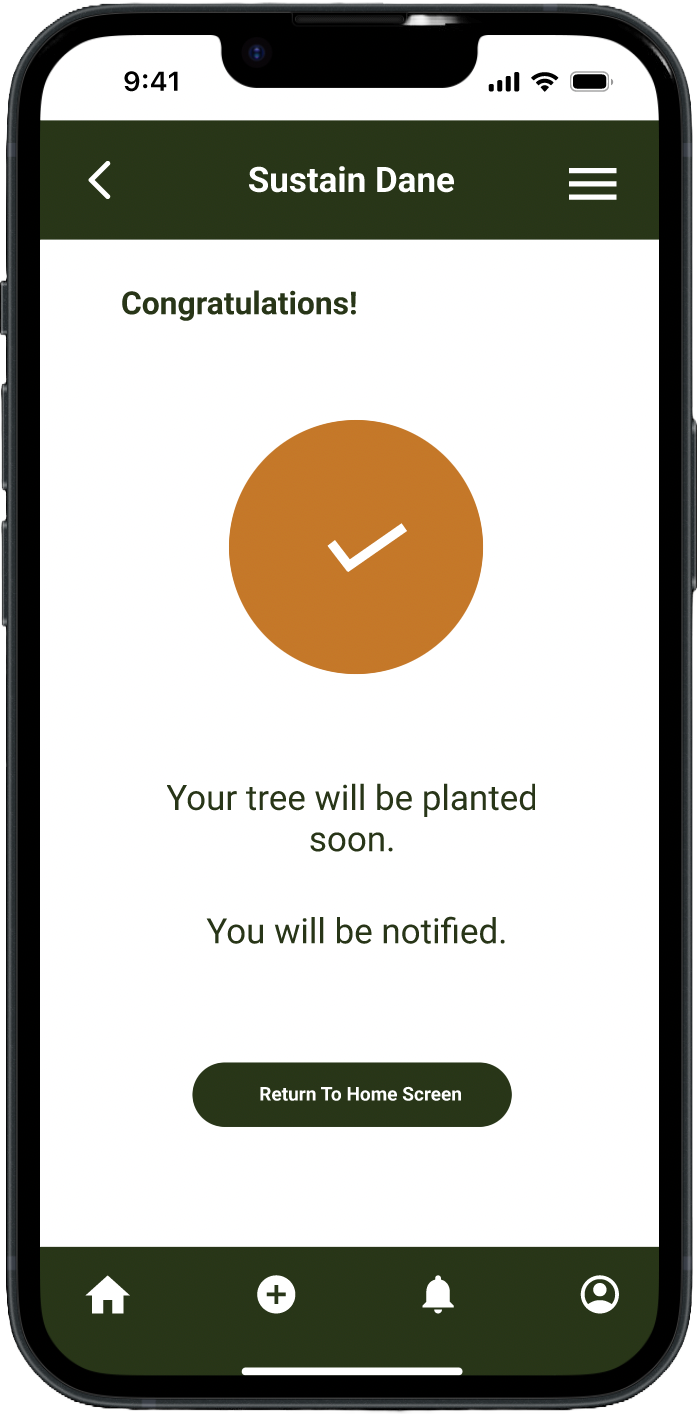 9:41
Sustain Dane
Congratulations!
Your tree will be planted
soon.
You will be notified.
Return To Home Screen